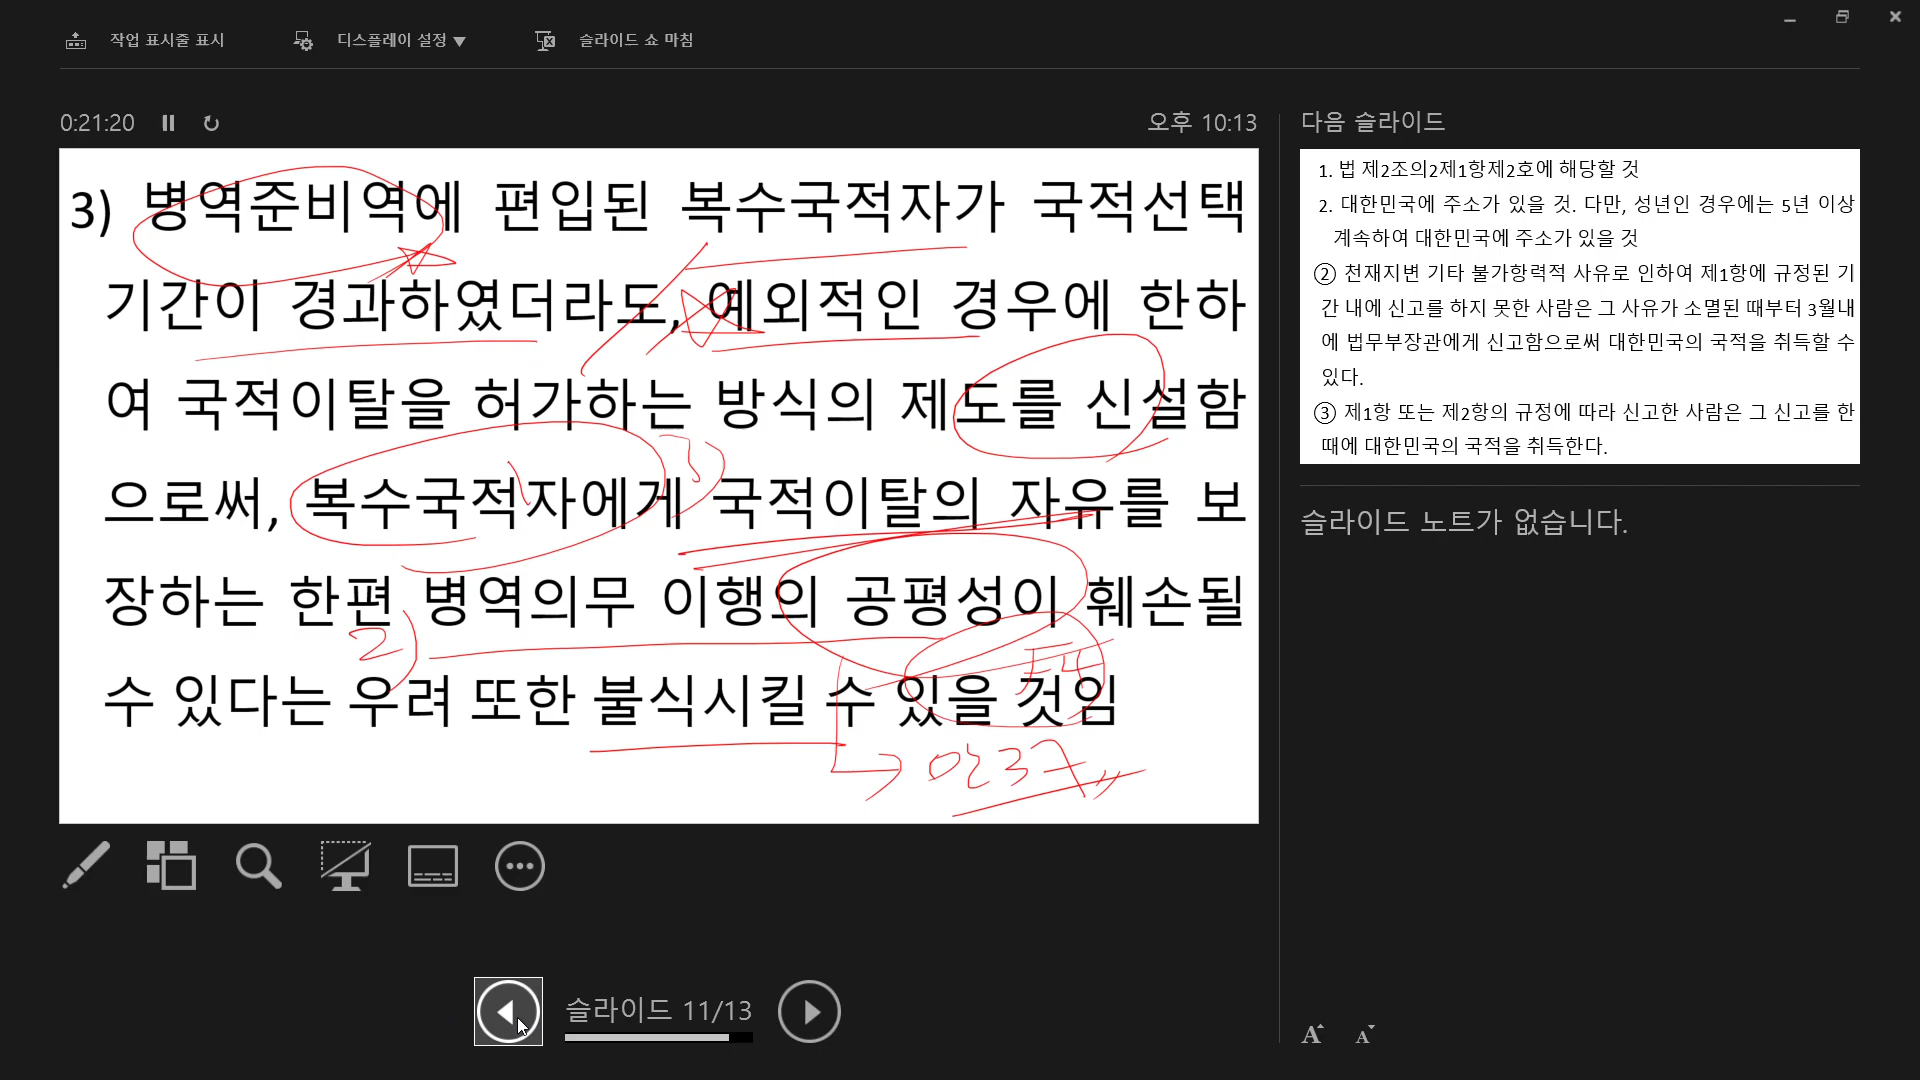 작업 표시줄 표시
디스플레이 설정 ▼
슬라이드 쇼 마침
0:21:20
오후 10:13
3) 병역준비역에 편입된 복수국적자가 국적선택
기간이 경과하였더라도, 예외적인 경우에 한하
여 국적이탈을 허가하는 방식의 제도를 신설함
으로써, 복수국적자에게 국적이탈의 자유를 보
장하는 한편 병역의무 이행의 공평성이 훼손될
수 있다는 우려 또한 불식시킬 수 있을 것임
1
3)
2)
F4
→ 만37
슬라이드 11/13
다음 슬라이드
1. 법 제2조의2제1항제2호에 해당할 것
2. 대한민국에 주소가 있을 것. 다만, 성년인 경우에는 5년 이상
계속하여 대한민국에 주소가 있을 것
② 천재지변 기타 불가항력적 사유로 인하여 제1항에 규정된 기
간 내에 신고를 하지 못한 사람은 그 사유가 소멸된 때부터 3월내
에 법무부장관에게 신고함으로써 대한민국의 국적을 취득할 수
있다.
③ 제1항 또는 제2항의 규정에 따라 신고한 사람은 그 신고를 한
때에 대한민국의 국적을 취득한다.
슬라이드 노트가 없습니다.
A A